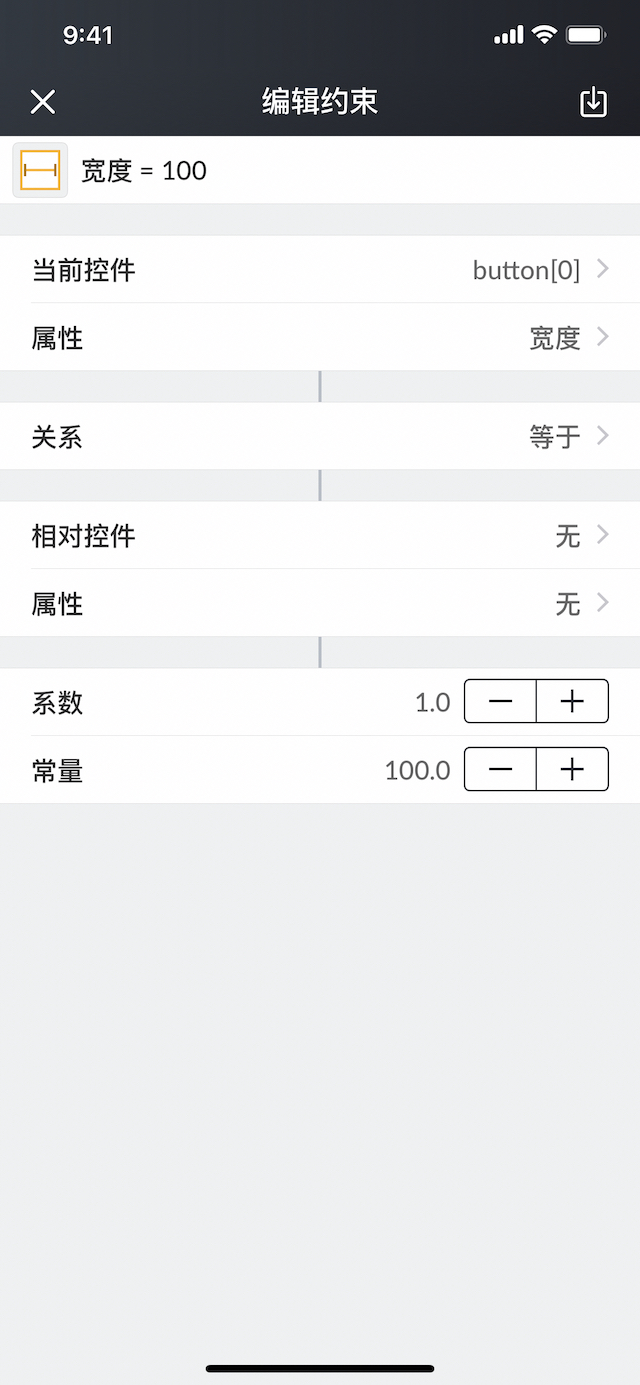 9:41
编辑约束
宽度 = 100
当前控件 button[0]
属性 宽度
关系 等于
相对控件 无
属性 无
系数 1.0
常量 100.0